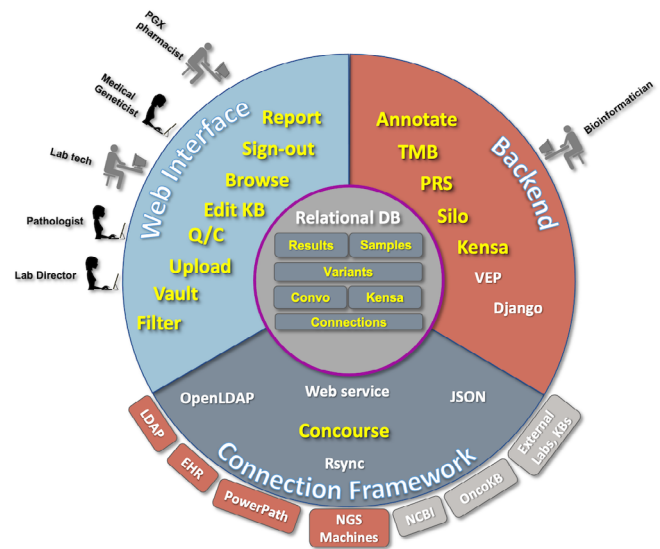 PGX
pharmacist
Medical
Geneticist
Lab tech
Pathologist
Lab Director
Bioinformatician
Web Interface
Report
Sign-out
Browse
Edit KB
Q/C
Upload
Vault
Filter
Backend
Annotate
TMB
PRS
Silo
Kensa
VEP
Django
Relational DB
Results
Samples
Variants
Convo
Kensa
Connections
OpenLDAP
Web service
JSON
Concourse
Rsync
Connection Framework
LDAP
EHR
PowerPath
NGS
Machines
NCBI
OncoKB
External
Labs, KBs